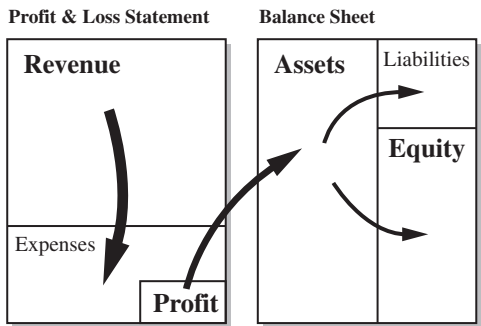 Profit & Loss Statement
Revenue
Expenses
Profit
Balance Sheet
Assets
Liabilities
Equity